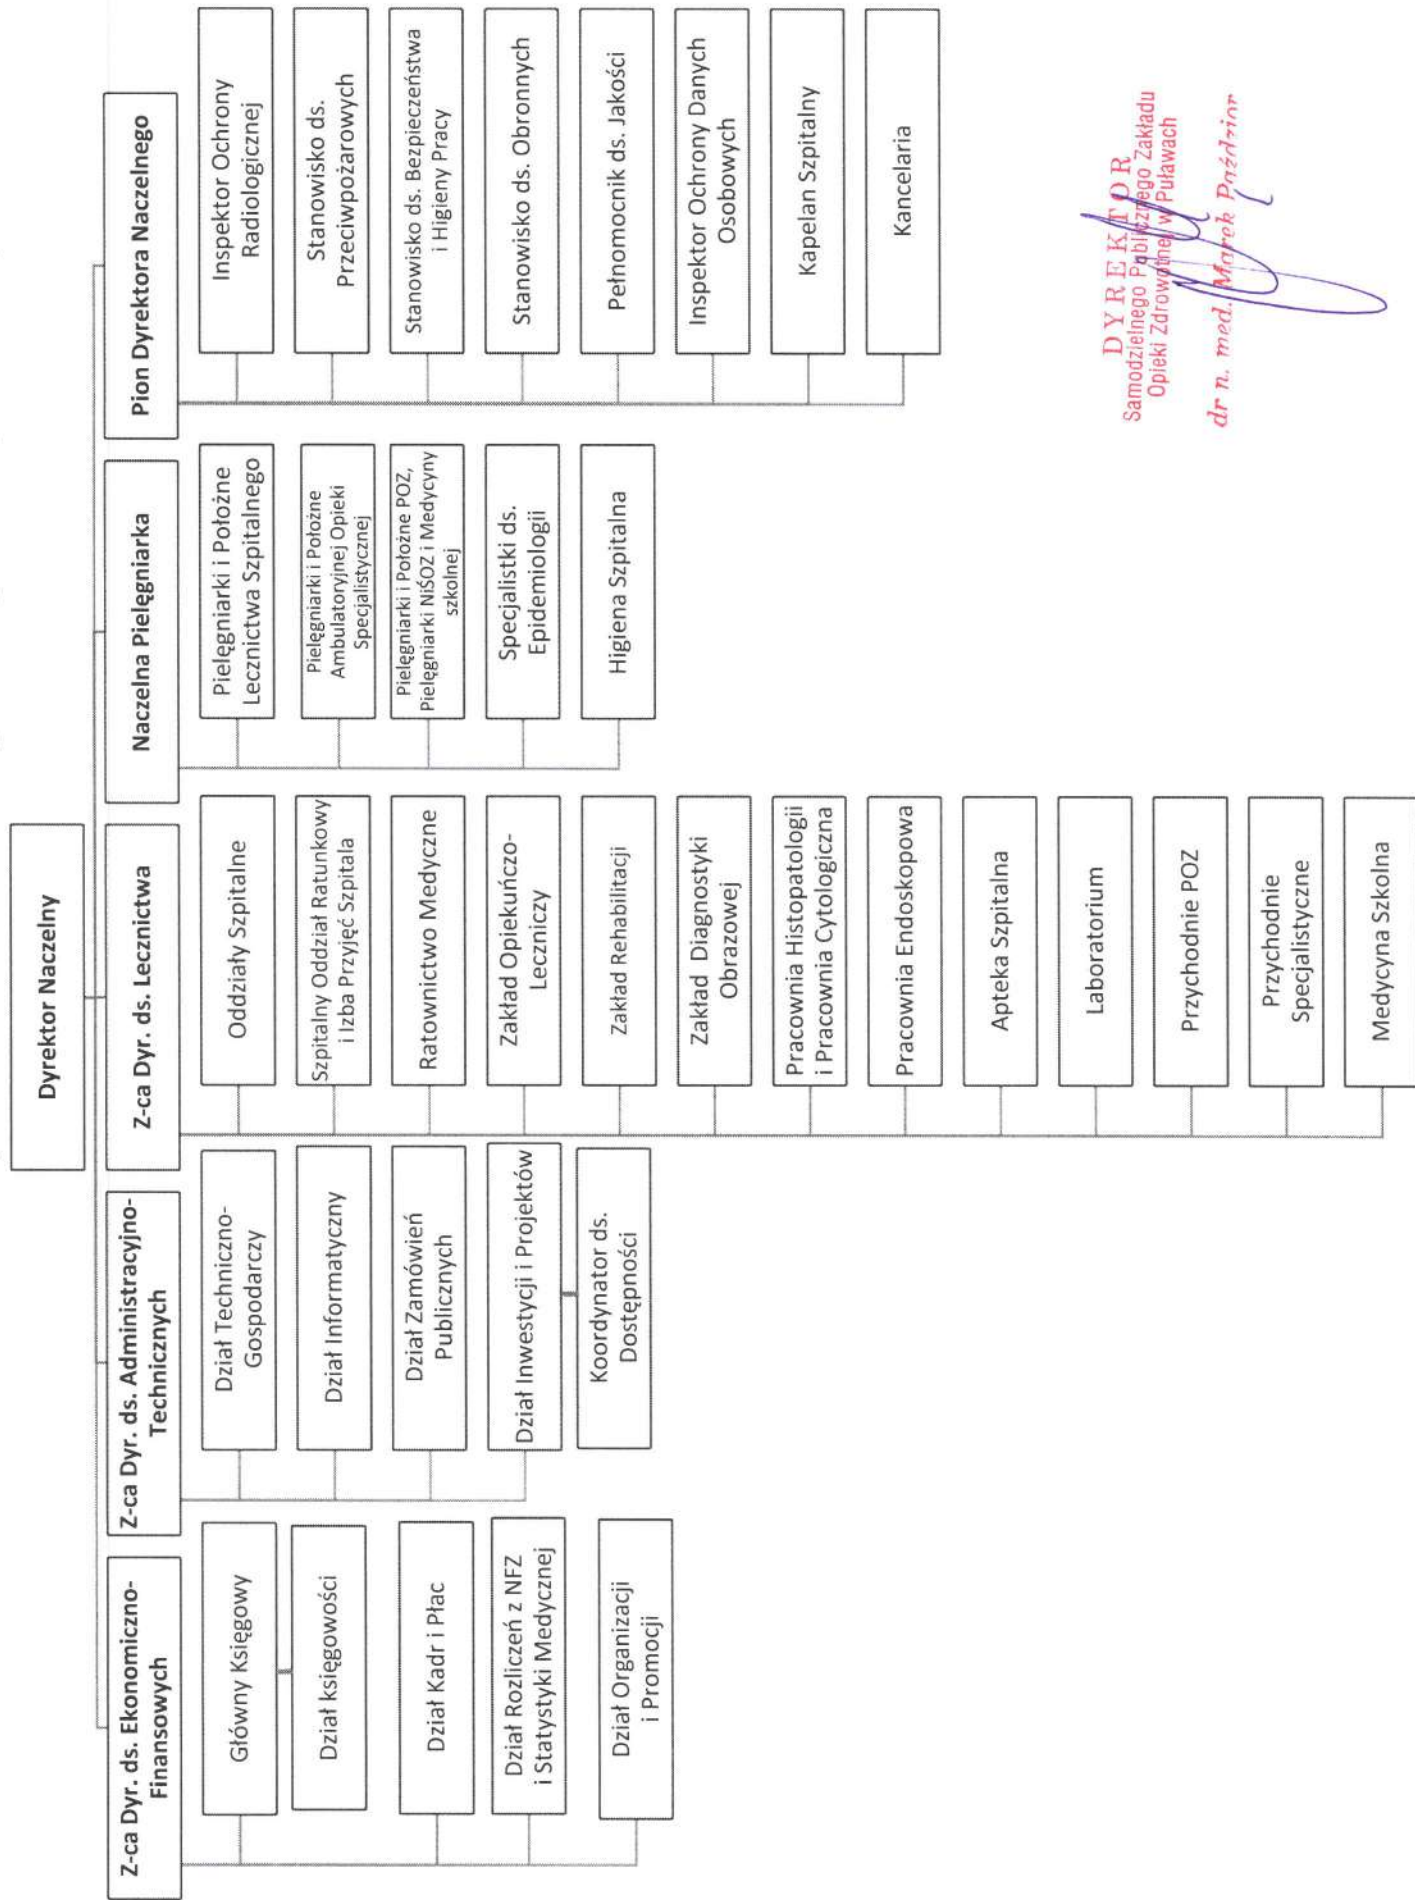 Dyrektor Naczelny
Z-ca Dyr. ds. Ekonomiczno-
Finansowych
Główny Księgowy
Dział księgowości
Dział Kadr i Płac
Dział Rozliczeń z NFZ
i Statystyki Medycznej
Dział Organizacji
i Promocji
Z-ca Dyr. ds. Administracyjno-
Technicznych
Dział Techniczno-
Gospodarczy
Dział Informatyczny
Dział Zamówień
Publicznych
Dział Inwestycji i Projektów
Koordynator ds.
Dostępności
Z-ca Dyr. ds. Lecznictwa
Oddziały Szpitalne
Szpitalny Oddział Ratunkowy
i Izba Przyjęć Szpitala
Ratownictwo Medyczne
Zakład Opiekuńczo-
Leczniczy
Zakład Rehabilitacji
Zakład Diagnostyki
Obrazowej
Pracownia Histopatologii
i Pracownia Cytologiczna
Pracownia Endoskopowa
Apteka Szpitalna
Laboratorium
Przychodnie POZ
Przychodnie
Specjalistyczne
Medycyna Szkolna
Naczelna Pielęgniarka
Pielęgniarki i Położne
Lecznictwa Szpitalnego
Pielęgniarki i Położne
Ambulatoryjnej Opieki
Specjalistycznej
Pielęgniarki i Położne POZ,
Pielęgniarki NiŚOZ i Medycyny
szkolnej
Specjalistki ds.
Epidemiologii
Higiena Szpitalna
Pion Dyrektora Naczelnego
Inspektor Ochrony
Radiologicznej
Stanowisko ds.
Przeciwpożarowych
Stanowisko ds. Bezpieczeństwa
i Higieny Pracy
Stanowisko ds. Obronnych
Pełnomocnik ds. Jakości
Inspektor Ochrony Danych
Osobowych
Kapelan Szpitalny
Kancelaria
DYREKTOR
Samodzielnego Publicznego Zakładu
Opieki Zdrowotnej w Puławach
dr n. med. Marek Paździor